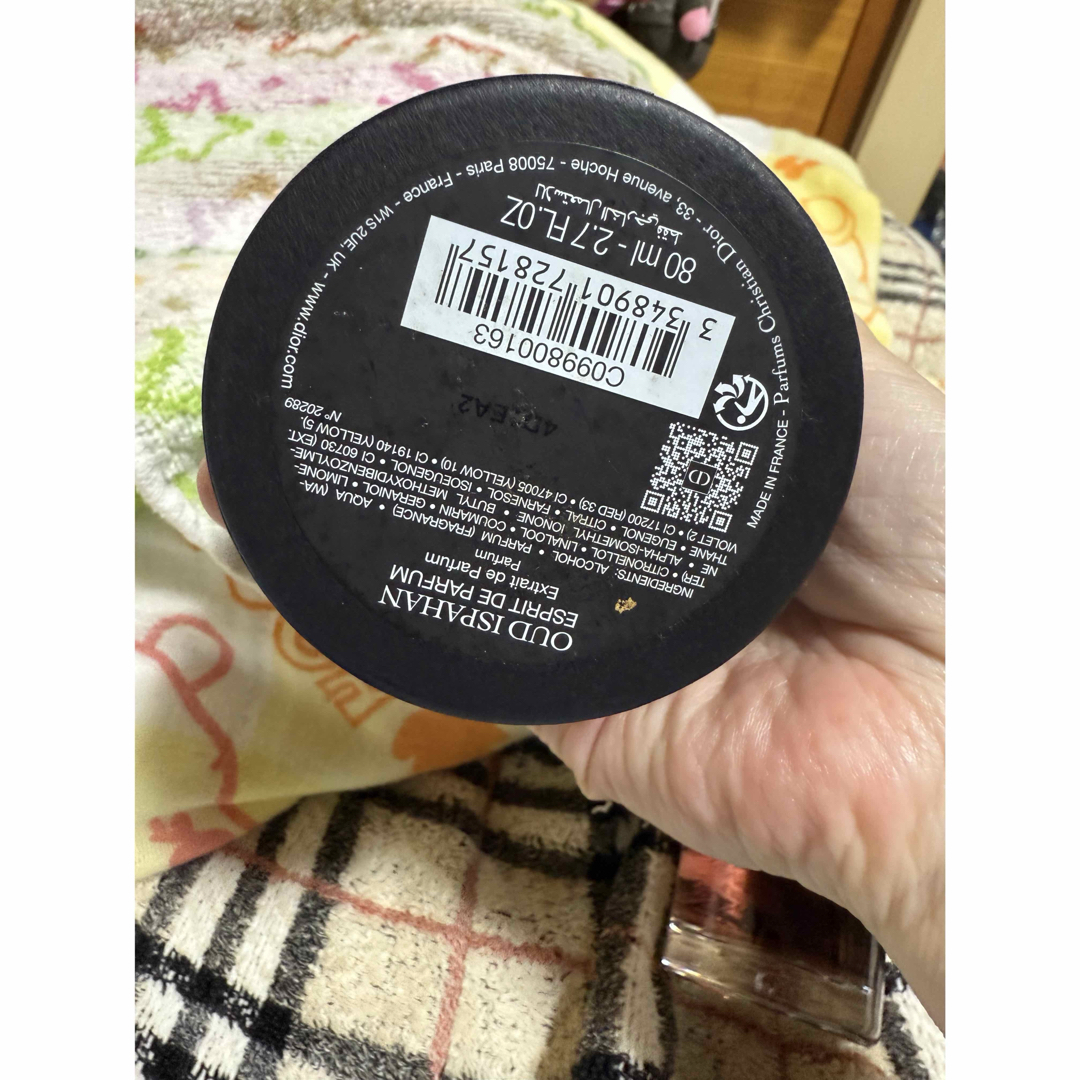 OUD ISPAHAN
ESPRIT DE PARFUM
Extrait de Parfum
Parfum
INGREDIENTS: ALCOHOL • PARFUM (FRAGRANCE) • AQUA (WA-
TER) • CITRONELLOL • LINALOOL • COUMARIN • GERANIOL • LIMONE-
NE • ALPHA-ISOMETHYL IONONE • BUTYL METHOXYDIBENZOYLME-
THANE • EUGENOL • CITRAL • FARNESOL • ISOEUGENOL • CI 60730 (EXT.
VIOLET 2) • CI 17200 (RED 33) • CI 47005 (YELLOW 10) • CI 19140 (YELLOW 5).
N° 20289
C099800163
3 348901 728157
80 ml - 2.7 FL.OZ
للاستعمال الخارجي فقط
MADE IN FRANCE - Parfums Christian Dior - 33, avenue Hoche - 75008 Paris - France - W1S 2UE, UK - www.dior.com